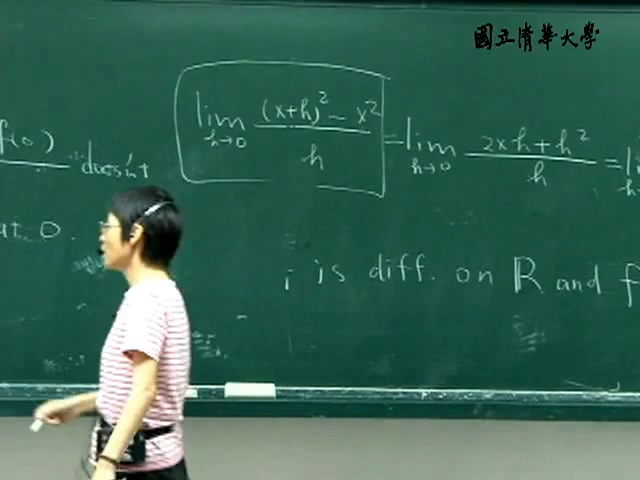 國立清華大學
f(0) doesn't
at 0.
lim h→0 ((x+h)² − x²)/h = lim h→0 (2xh + h²)/h = li
i is diff. on ℝ and f